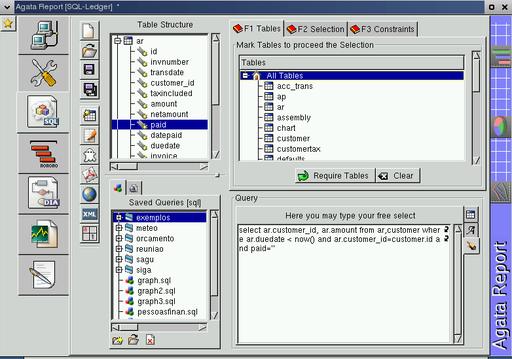 Agata Report [SQL-Ledger] *
Table Structure
ar
id
invnumber
transdate
customer_id
taxincluded
amount
netamount
paid
datepaid
duedate
invoice
Saved Queries [sql]
exemplos
meteo
orcamento
reuniao
sagu
siga
graph.sql
graph2.sql
graph3.sql
pessoasfinan.sql
F1 Tables
F2 Selection
F3 Constraints
Mark Tables to proceed the Selection
Tables
All Tables
acc_trans
ap
ar
assembly
chart
customer
customertax
defaults
Require Tables
Clear
Query
Here you may type your free select
select ar.customer_id, ar.amount from ar,customer wher
e ar.duedate < now() and ar.customer_id=customer.id a
nd paid=''
SQL
DIA
XML
Agata Report